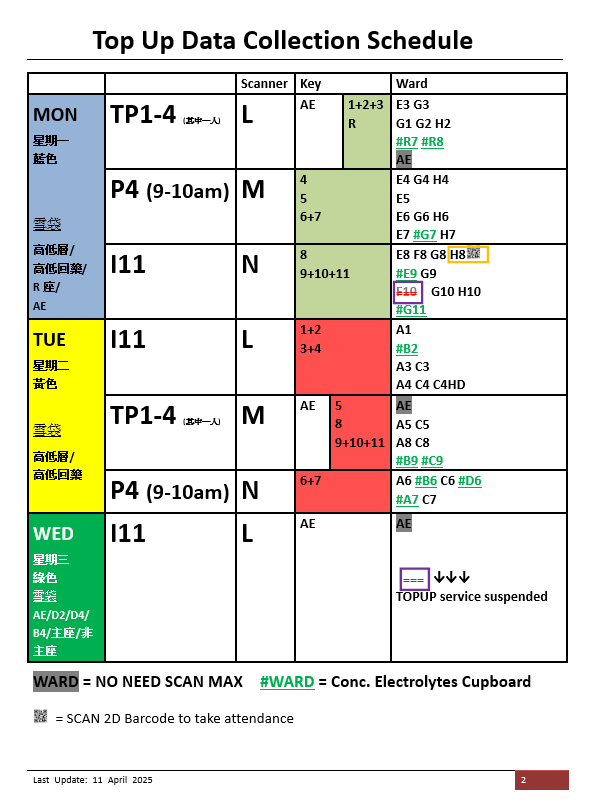 Top Up Data Collection Schedule
Scanner Key Ward
MON
星期一
藍色
雪袋
高低層/
高低回藥/
R 座/
AE
TP1-4 (其中一人) L AE 1+2+3
R
E3 G3
G1 G2 H2
#R7 #R8
AE
P4 (9-10am) M 4
5
6+7
E4 G4 H4
E5
E6 G6 H6
E7 #G7 H7
I11 N 8
9+10+11
E8 F8 G8 H8
#E9 G9
F10 G10 H10
#G11
TUE
星期二
黃色
雪袋
高低層/
高低回藥
I11 L 1+2
3+4
A1
#B2
A3 C3
A4 C4 C4HD
TP1-4 (其中一人) M AE 5
8
9+10+11
AE
A5 C5
A8 C8
#B9 #C9
P4 (9-10am) N 6+7
A6 #B6 C6 #D6
#A7 C7
WED
星期三
綠色
雪袋
AE/D2/D4/
B4/主座/非
主座
I11 L AE
AE
=== ↓↓↓
TOPUP service suspended
WARD = NO NEED SCAN MAX #WARD = Conc. Electrolytes Cupboard
= SCAN 2D Barcode to take attendance
Last Update: 11 April 2025 2